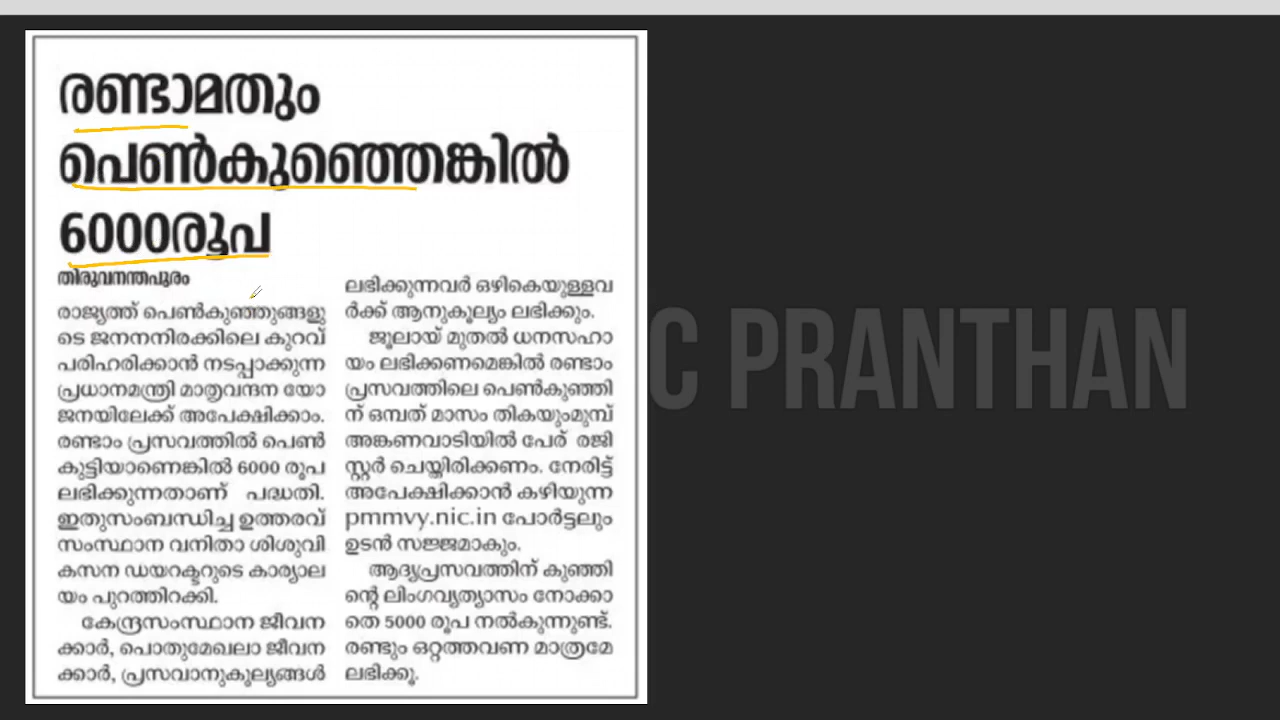 രണ്ടാമതും
പെൺകുഞ്ഞെങ്കിൽ
6000രൂപ
തിരുവനന്തപുരം
രാജ്യത്ത് പെൺകുഞ്ഞുങ്ങളു
ടെ ജനനനിരക്കിലെ കുറവ്
പരിഹരിക്കാൻ നടപ്പാക്കുന്ന
പ്രധാനമന്ത്രി മാതൃവന്ദന യോ
ജനയിലേക്ക് അപേക്ഷിക്കാം.
രണ്ടാം പ്രസവത്തിൽ പെൺ
കുട്ടിയാണെങ്കിൽ 6000 രൂപ
ലഭിക്കുന്നതാണ് പദ്ധതി.
ഇതുസംബന്ധിച്ച ഉത്തരവ്
സംസ്ഥാന വനിതാ ശിശുവി
കസന ഡയറക്ടറുടെ കാര്യാല
യം പുറത്തിറക്കി.
കേന്ദ്രസംസ്ഥാന ജീവന
ക്കാർ, പൊതുമേഖലാ ജീവന
ക്കാർ, പ്രസവാനുകൂല്യങ്ങൾ
ലഭിക്കുന്നവർ ഒഴികെയുള്ളവ
ർക്ക് ആനുകൂല്യം ലഭിക്കും.
ജൂലായ് മുതൽ ധനസഹാ
യം ലഭിക്കണമെങ്കിൽ രണ്ടാം
പ്രസവത്തിലെ പെൺകുഞ്ഞി
ന് ഒമ്പത് മാസം തികയുംമുമ്പ്
അങ്കണവാടിയിൽ പേര് രജി
സ്റ്റർ ചെയ്തിരിക്കണം. നേരിട്ട്
അപേക്ഷിക്കാൻ കഴിയുന്ന
pmmvy.nic.in പോർട്ടലും
ഉടൻ സജ്ജമാകും.
ആദ്യപ്രസവത്തിന് കുഞ്ഞി
ന്റെ ലിംഗവ്യത്യാസം നോക്കാ
തെ 5000 രൂപ നൽകുന്നുണ്ട്.
രണ്ടും ഒറ്റത്തവണ മാത്രമേ
ലഭിക്കൂ.
C PRANTHAN